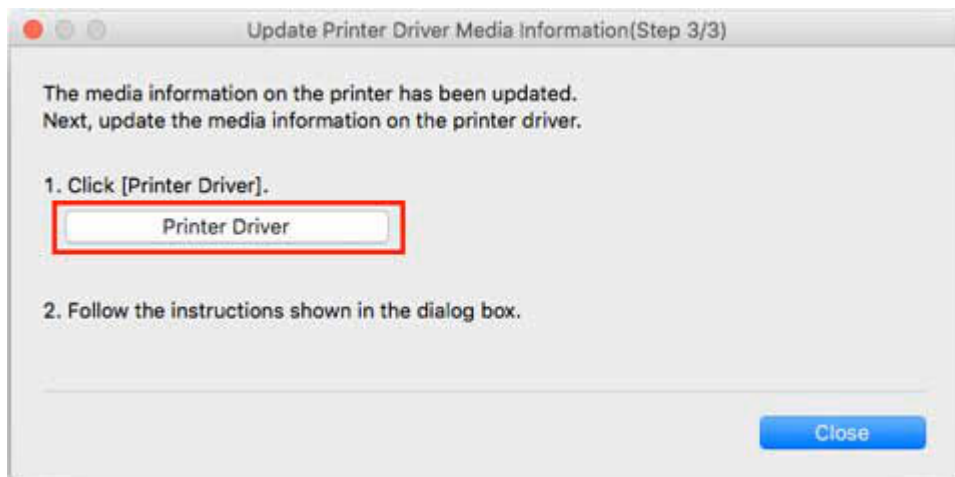 Update Printer Driver Media Information(Step 3/3)
The media information on the printer has been updated.
Next, update the media information on the printer driver.
1. Click [Printer Driver].
Printer Driver
2. Follow the instructions shown in the dialog box.
Close